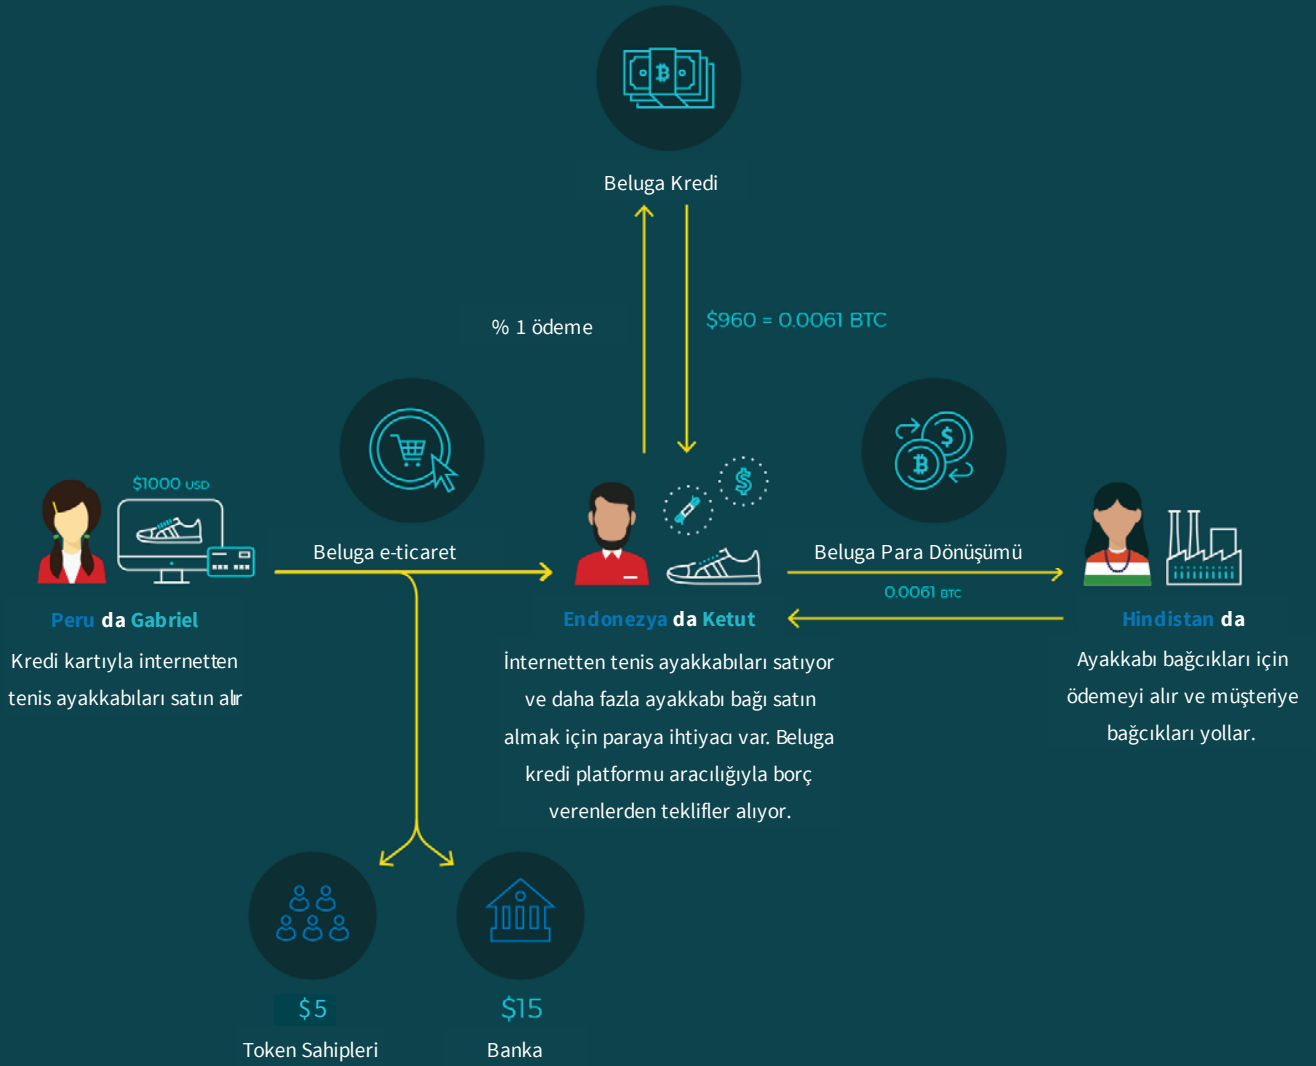 Beluga Kredi
% 1 ödeme
$960 = 0.0061 BTC
$1000 USD
Beluga e-ticaret
Beluga Para Dönüşümü
0.0061 BTC
Peru da Gabriel
Kredi kartıyla internetten
tenis ayakkabıları satın alır
Endonezya da Ketut
İnternetten tenis ayakkabıları satıyor
ve daha fazla ayakkabı bağı satın
almak için paraya ihtiyacı var. Beluga
kredi platformu aracılığıyla borç
verenlerden teklifler alıyor.
Hindistan da
Ayakkabı bağcıkları için
ödemeyi alır ve müşteriye
bağcıkları yollar.
$5
Token Sahipleri
$15
Banka